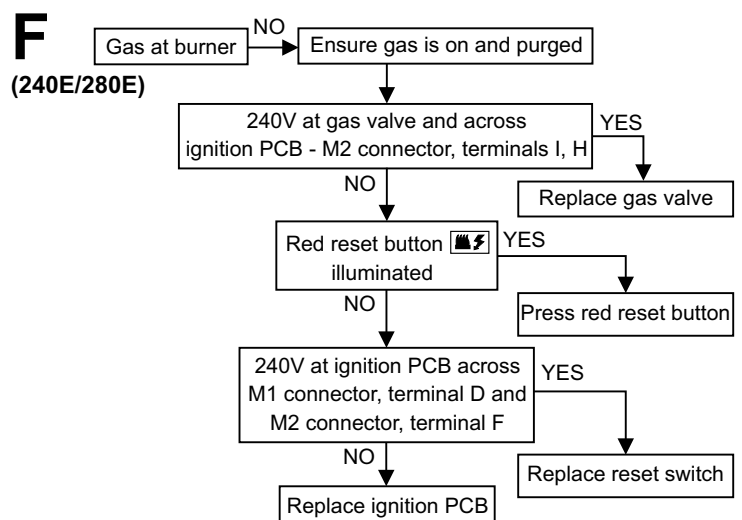 F
(240E/280E)
Gas at burner
NO
Ensure gas is on and purged
240V at gas valve and across
ignition PCB - M2 connector, terminals I, H
YES
Replace gas valve
NO
Red reset button
illuminated
YES
Press red reset button
NO
240V at ignition PCB across
M1 connector, terminal D and
M2 connector, terminal F
YES
Replace reset switch
NO
Replace ignition PCB